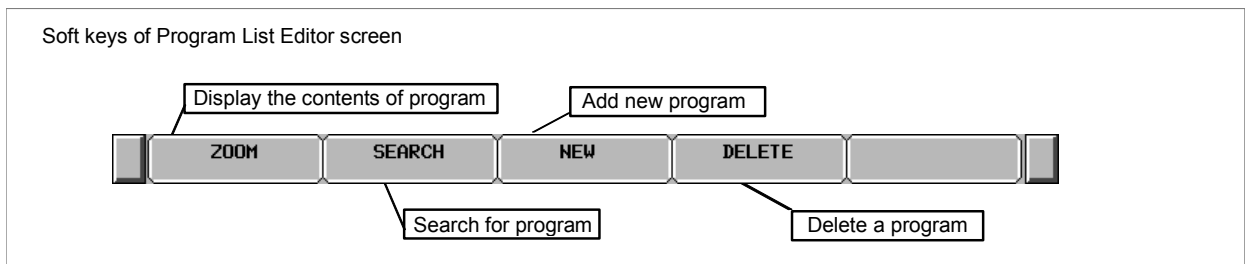 Soft keys of Program List Editor screen
Display the contents of program
Add new program
ZOOM SEARCH NEW DELETE
Search for program
Delete a program